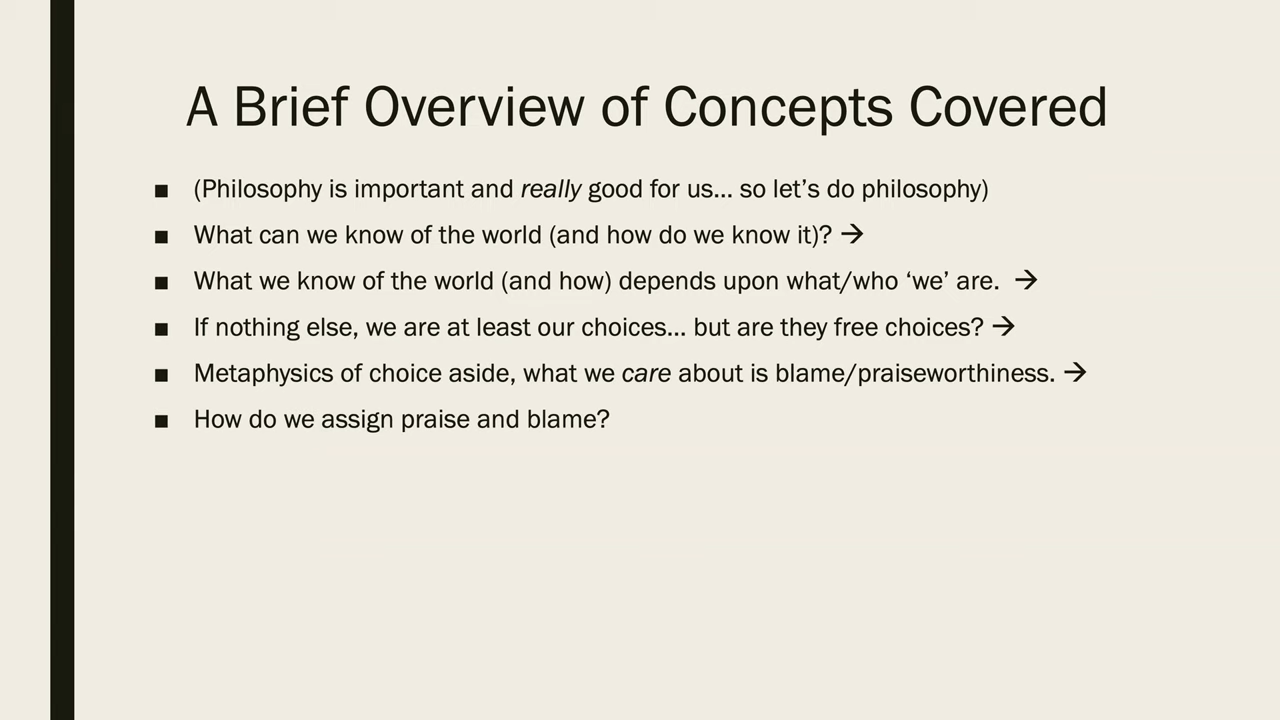 A Brief Overview of Concepts Covered
■ (Philosophy is important and really good for us... so let’s do philosophy)
■ What can we know of the world (and how do we know it)? →
■ What we know of the world (and how) depends upon what/who ‘we’ are. →
■ If nothing else, we are at least our choices... but are they free choices? →
■ Metaphysics of choice aside, what we care about is blame/praiseworthiness. →
■ How do we assign praise and blame?